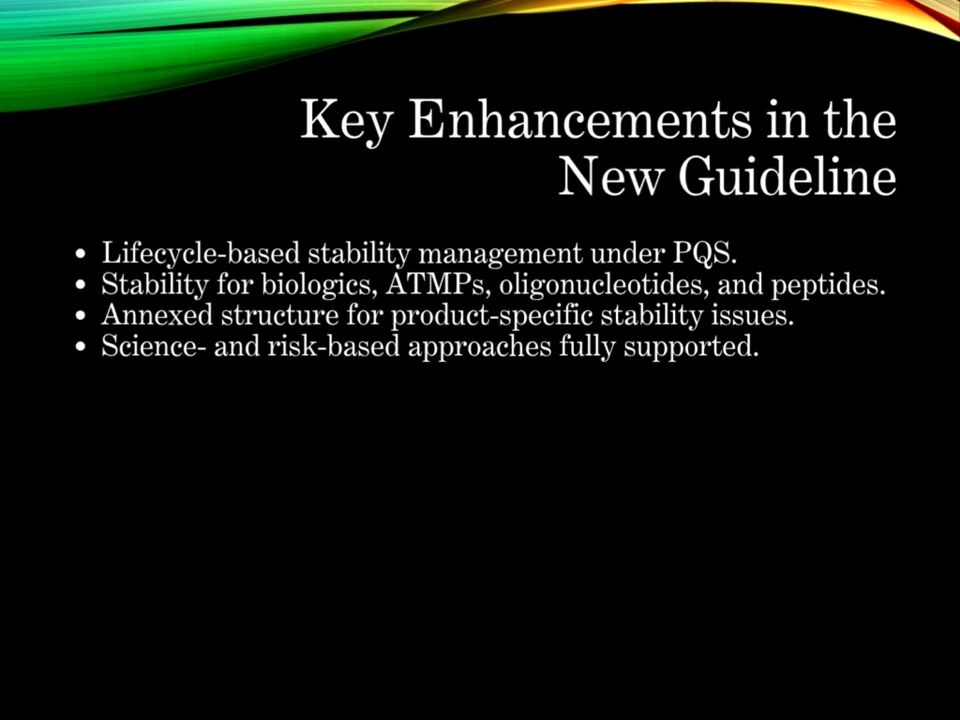 Key Enhancements in the
New Guideline
• Lifecycle-based stability management under PQS.
• Stability for biologics, ATMPs, oligonucleotides, and peptides.
• Annexed structure for product-specific stability issues.
• Science- and risk-based approaches fully supported.